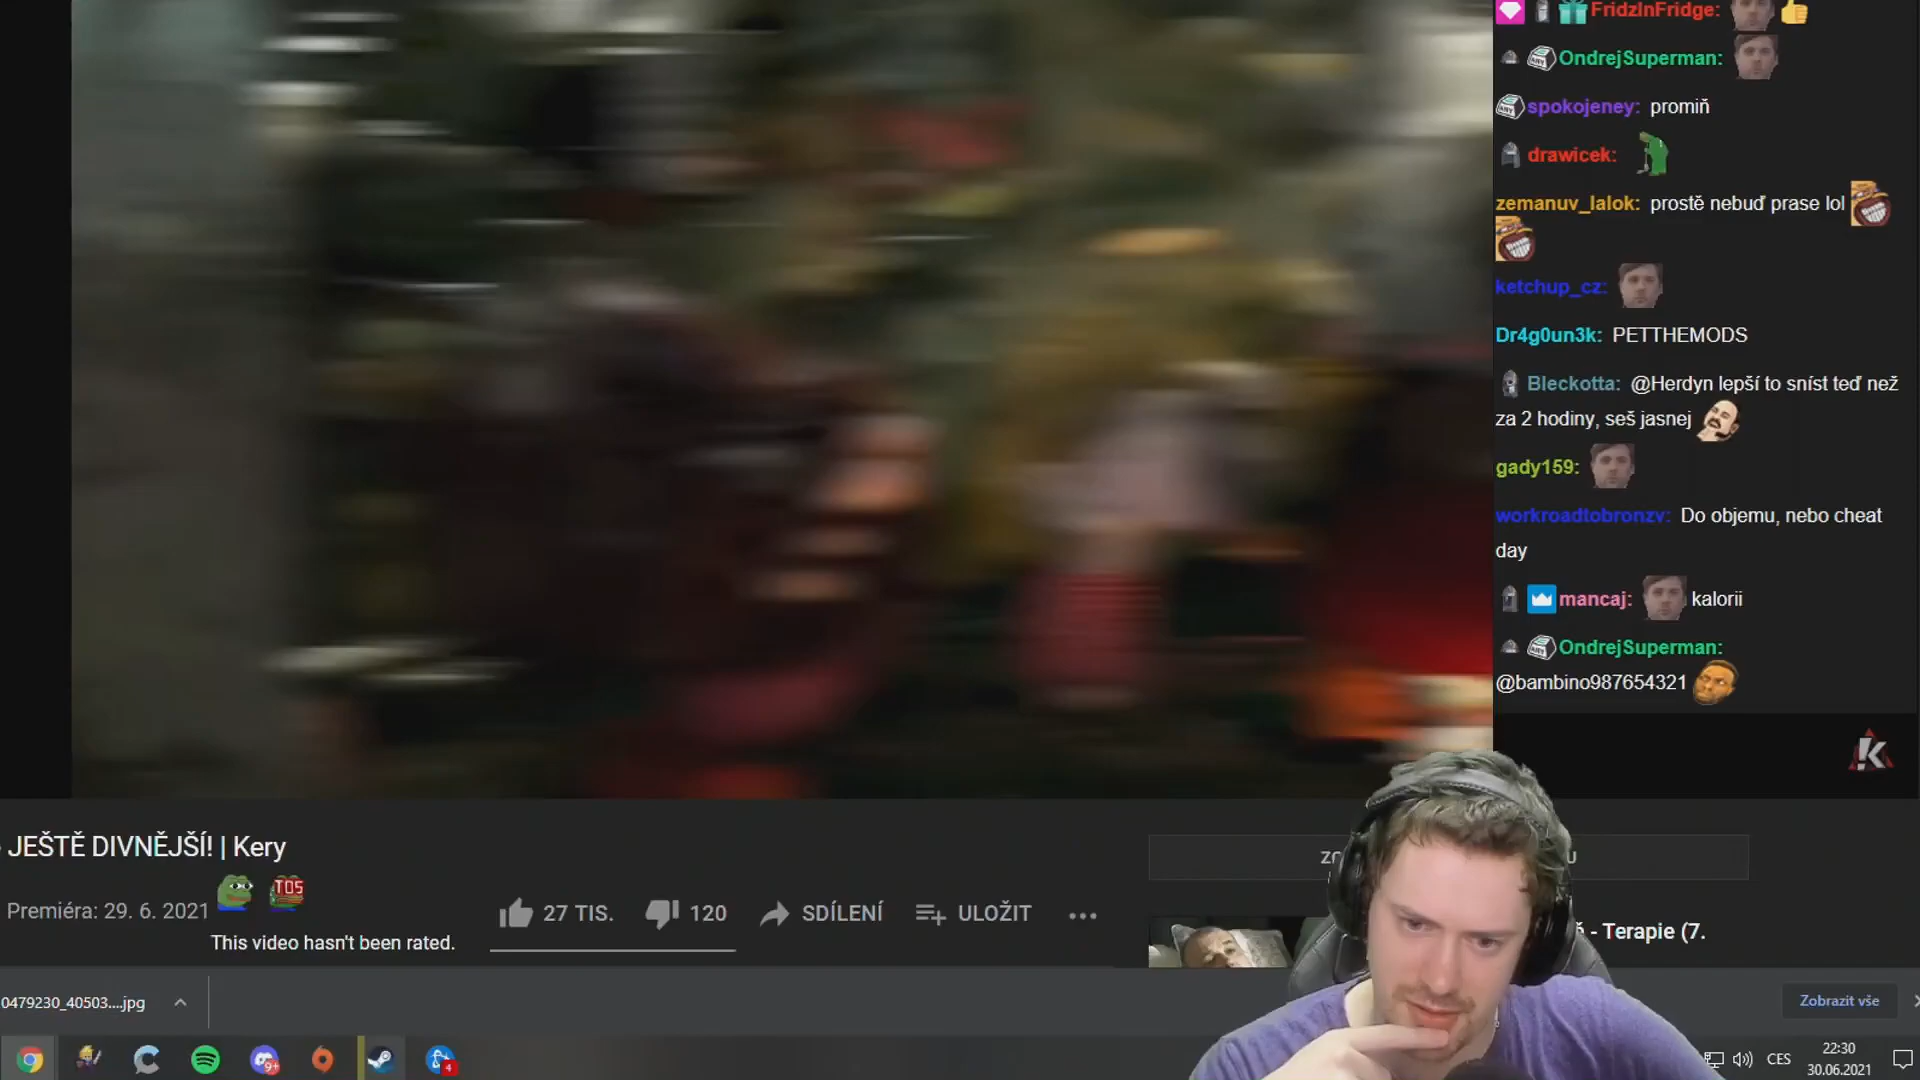 FridzInFridge:
OndrejSuperman:
spokojeney: promiň
drawicek:
zemanuv_lalok: prostě nebuď prase lol
ketchup_cz:
Dr4g0un3k: PETTHEMODS
Bleckotta: @Herdyn lepší to sníst teď než
za 2 hodiny, seš jasnej
gady159:
workroadtobronzv: Do objemu, nebo cheat
day
mancaj: kalorii
OndrejSuperman:
@bambino987654321
K
JEŠTĚ DIVNĚJŠÍ! | Kery
Premiéra: 29. 6. 2021
TOS
This video hasn't been rated.
27 TIS. 120 SDÍLENÍ ULOŽIT
- Terapie (7.
0479230_40503....jpg
Zobrazit vše
9+
4
CES
22:30
30.06.2021